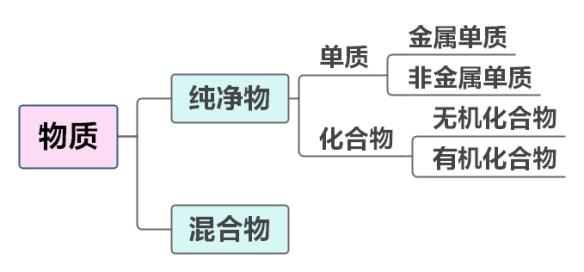 物质
纯净物
单质
金属单质
非金属单质
化合物
无机化合物
有机化合物
混合物